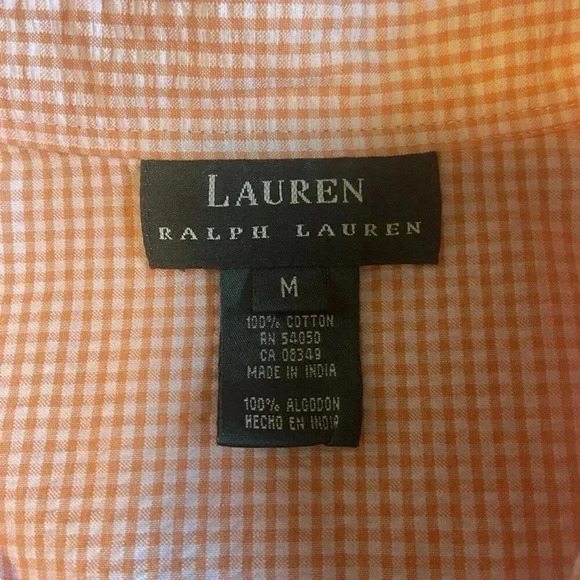 LAUREN
RALPH LAUREN
M
100% COTTON
RN 54050
CA 08349
MADE IN INDIA
100% ALGODON
HECHO EN INDIA